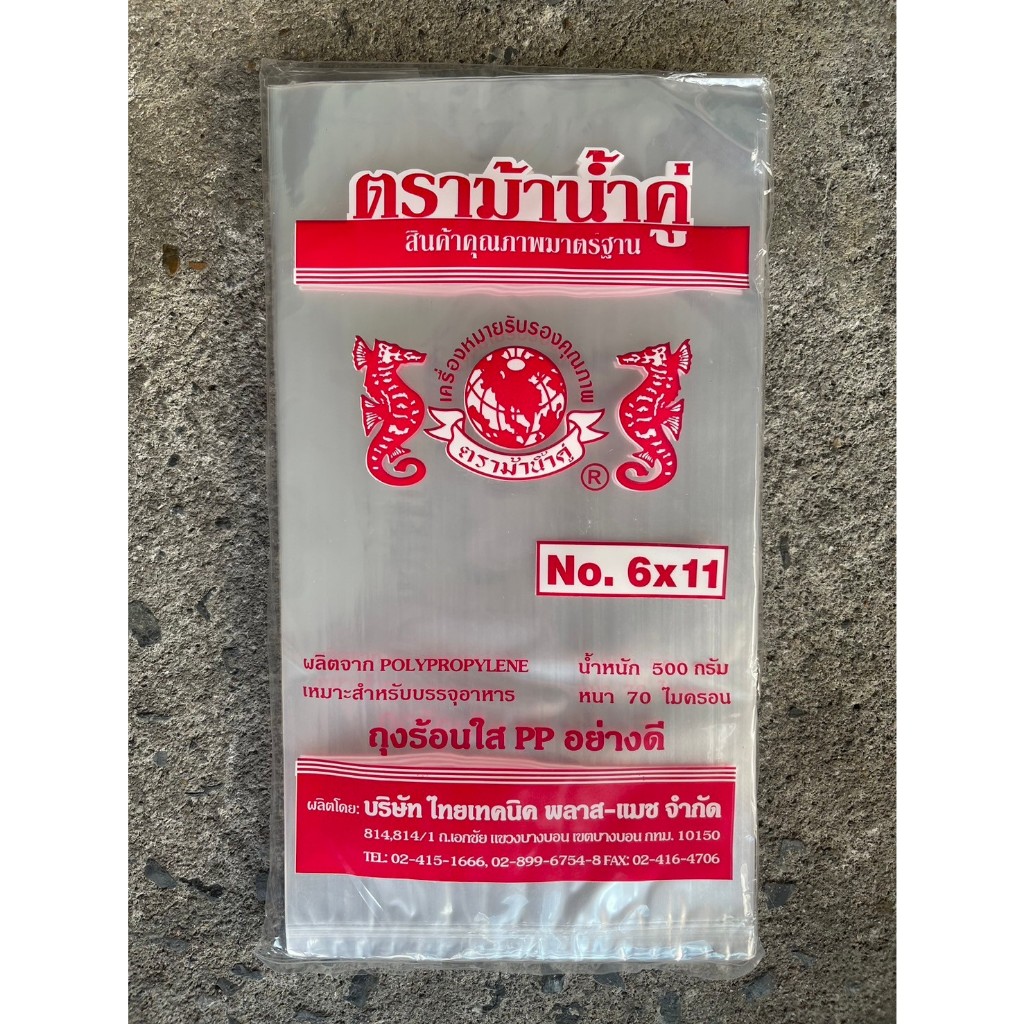 ตราม้าน้ำคู่
สินค้าคุณภาพมาตรฐาน
เครื่องหมายรับรองคุณภาพ
ตราม้าน้ำคู่
®
No. 6x11
ผลิตจาก POLYPROPYLENE น้ำหนัก 500 กรัม
เหมาะสำหรับบรรจุอาหาร หนา 70 ไมครอน
ถุงร้อนใส PP อย่างดี
ผลิตโดย: บริษัท ไทยเทคนิค พลาส-แมช จำกัด
814,814/1 ถ.เอกชัย แขวงบางบอน เขตบางบอน กทม. 10150
TEL: 02-415-1666, 02-899-6754-8 FAX: 02-416-4706